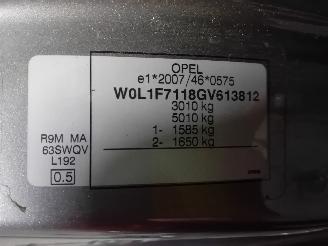 OPEL
e1*2007/46*0575
W0L1F7118GV613812
3010 kg
5010 kg
1- 1585 kg
2- 1650 kg
R9M MA
63SWQV
L192
0.5